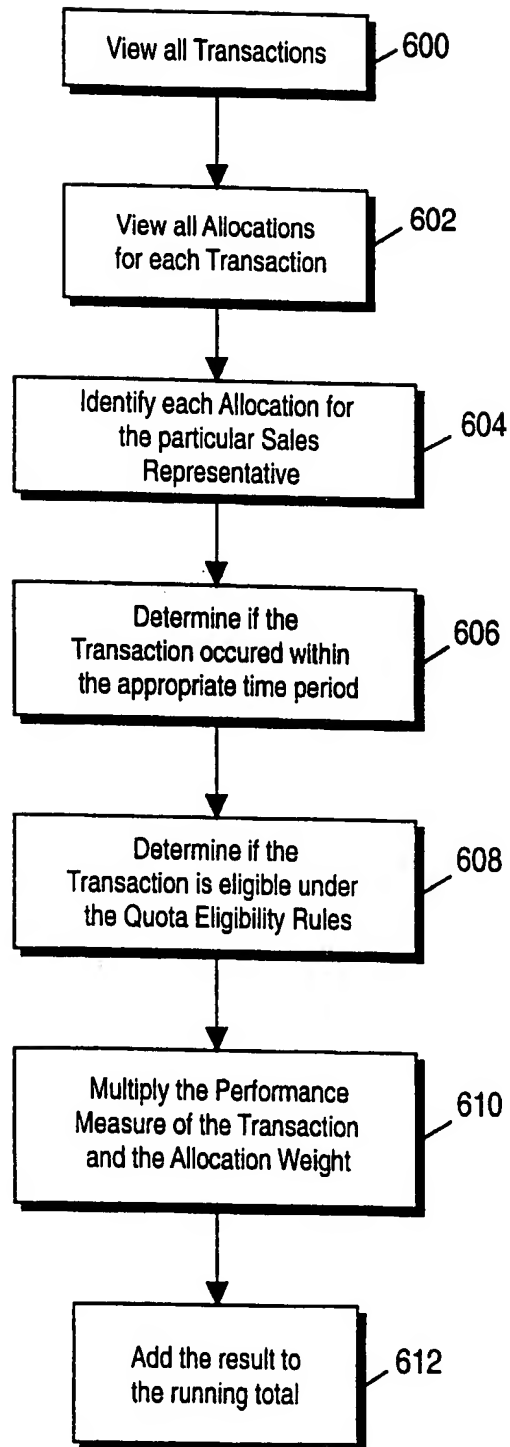 View all Transactions
600
View all Allocations
for each Transaction
602
Identify each Allocation for
the particular Sales
Representative
604
Determine if the
Transaction occured within
the appropriate time period
606
Determine if the
Transaction is eligible under
the Quota Eligibility Rules
608
Multiply the Performance
Measure of the Transaction
and the Allocation Weight
610
Add the result to
the running total
612